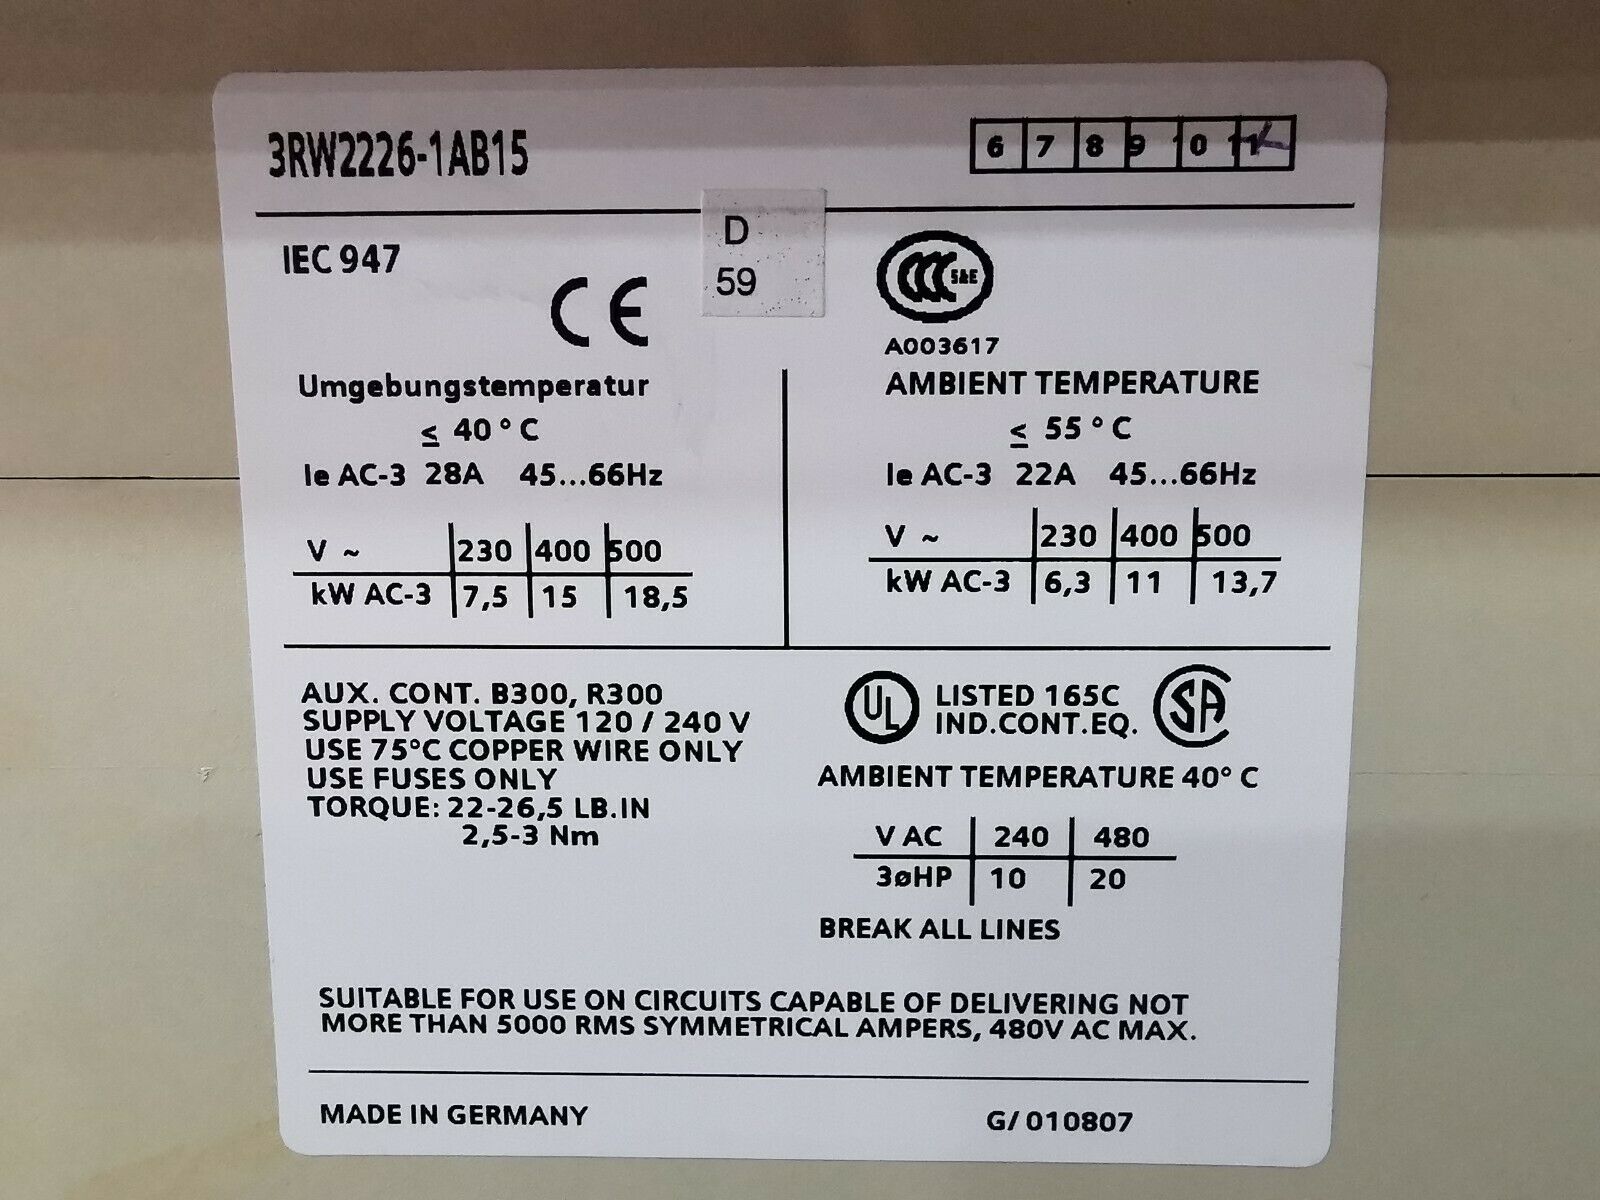 3RW2226-1AB15
6 7 8 9 10 11
D
59
IEC 947
CE
CCC S&E
A003617
Umgebungstemperatur
≤ 40 °C
Ie AC-3 28A 45...66Hz
V ~ 230 400 500
kW AC-3 7,5 15 18,5
AMBIENT TEMPERATURE
≤ 55 °C
Ie AC-3 22A 45...66Hz
V ~ 230 400 500
kW AC-3 6,3 11 13,7
AUX. CONT. B300, R300
SUPPLY VOLTAGE 120 / 240 V
USE 75°C COPPER WIRE ONLY
USE FUSES ONLY
TORQUE: 22-26,5 LB.IN
2,5-3 Nm
UL LISTED 165C SA
IND.CONT.EQ.
AMBIENT TEMPERATURE 40° C
V AC 240 480
3øHP 10 20
BREAK ALL LINES
SUITABLE FOR USE ON CIRCUITS CAPABLE OF DELIVERING NOT
MORE THAN 5000 RMS SYMMETRICAL AMPERS, 480V AC MAX.
MADE IN GERMANY
G/ 010807